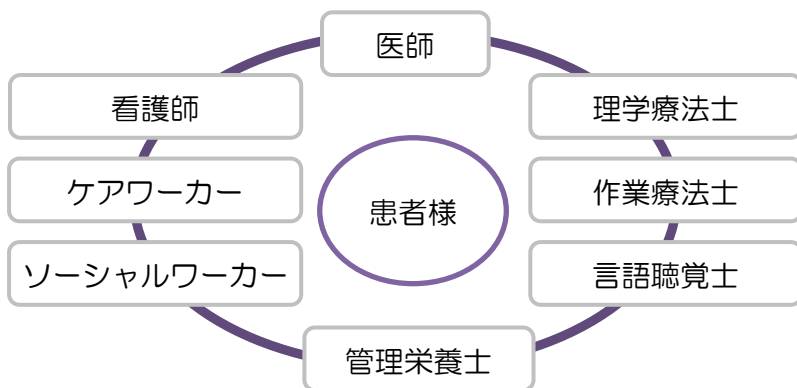 医師
看護師
理学療法士
ケアワーカー
患者様
作業療法士
ソーシャルワーカー
言語聴覚士
管理栄養士